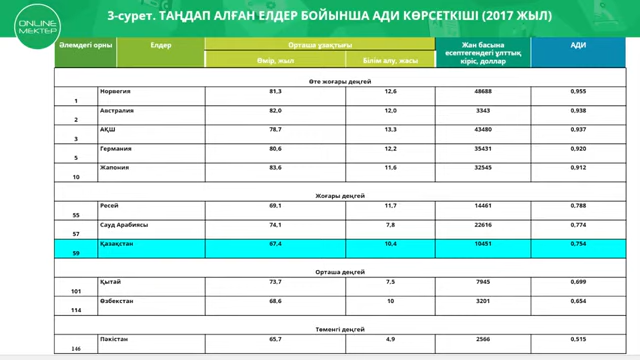 ONLINE
МЕКТЕП
3-сурет. ТАҢДАП АЛҒАН ЕЛДЕР БОЙЫНША АДИ КӨРСЕТКІШІ (2017 ЖЫЛ)
Әлемдегі орны Елдер Орташа ұзақтығы Жан басына есептегендегі ұлттық кіріс, доллар АДИ
Өмір, жыл Білім алу, жасы
Өте жоғары деңгей
1 Норвегия 81,3 12,6 48688 0,955
2 Австралия 82,0 12,0 3343 0,938
3 АҚШ 78,7 13,3 43480 0,937
5 Германия 80,6 12,2 35431 0,920
10 Жапония 83,6 11,6 32545 0,912
Жоғары деңгей
55 Ресей 69,1 11,7 14461 0,788
57 Сауд Арабиясы 74,1 7,8 22616 0,774
59 Қазақстан 67,4 10,4 10451 0,754
Орташа деңгей
101 Қытай 73,7 7,5 7945 0,699
114 Өзбекстан 68,6 10 3201 0,654
Төменгі деңгей
146 Пакістан 65,7 4,9 2566 0,515